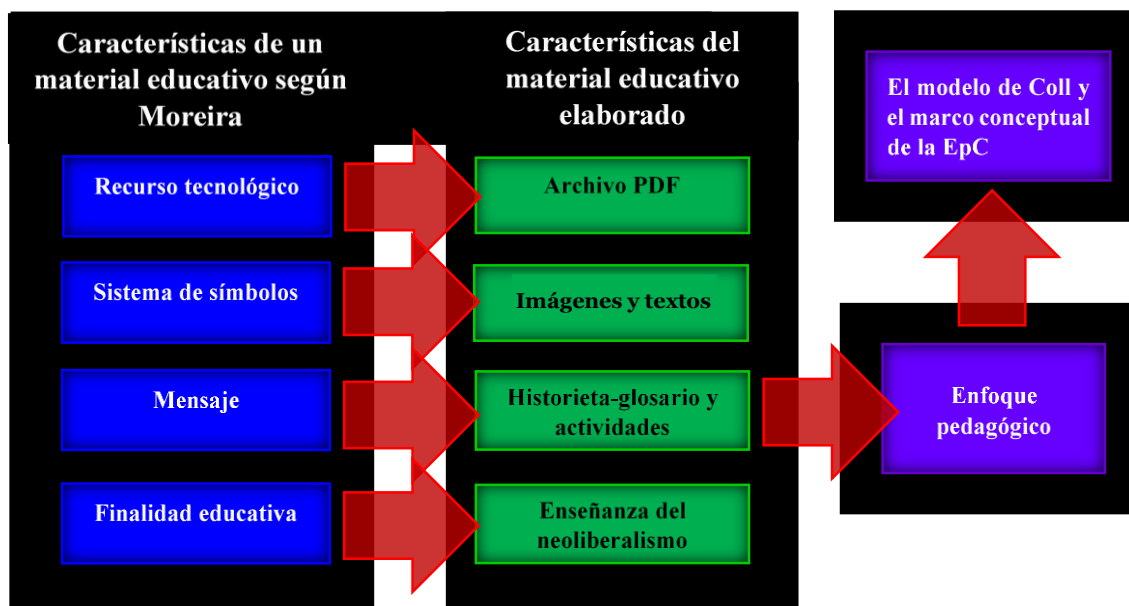 Características de un
material educativo según
Moreira
Recurso tecnológico
Sistema de símbolos
Mensaje
Finalidad educativa
Características del
material educativo
elaborado
Archivo PDF
Imágenes y textos
Historieta-glosario y
actividades
Enseñanza del
neoliberalismo
El modelo de Coll y
el marco conceptual
de la EpC
Enfoque
pedagógico